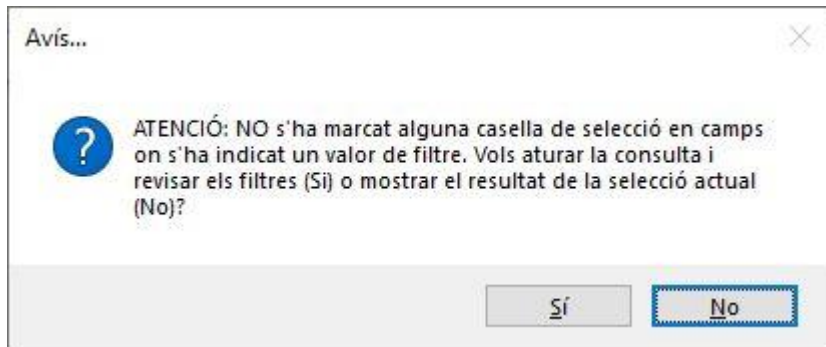 Avís...
ATENCIÓ: NO s'ha marcat alguna casella de selecció en camps
on s'ha indicat un valor de filtre. Vols aturar la consulta i
revisar els filtres (Si) o mostrar el resultat de la selecció actual
(No)?
Sí
No